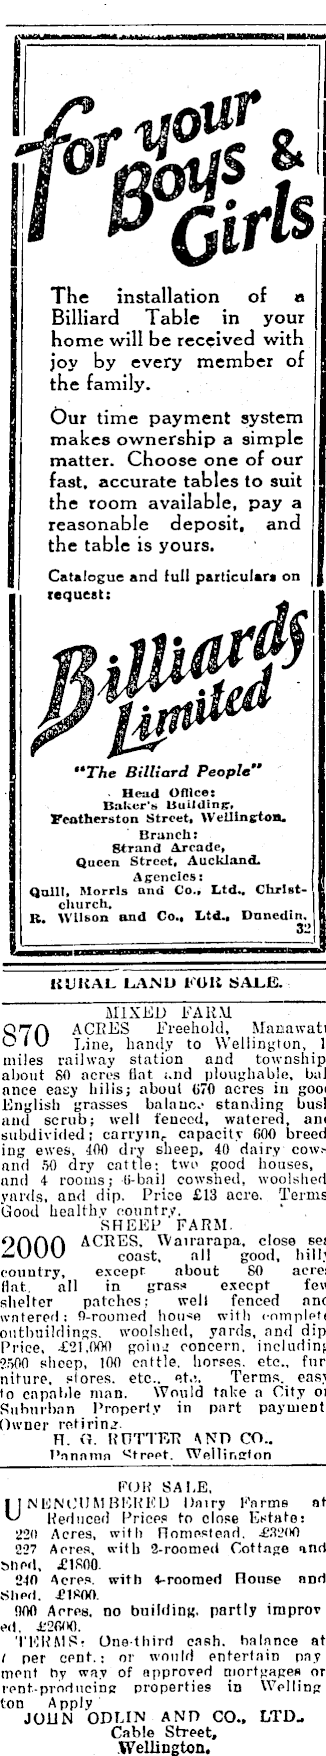 for your
Boys &
Girls
The installation of a
Billiard Table in your
home will be received with
joy by every member of
the family.
Our time payment system
makes ownership a simple
matter. Choose one of our
fast, accurate tables to suit
the room available, pay a
reasonable deposit, and
the table is yours.
Catalogue and full particulars on
request:
Billiards
Limited
"The Billiard People"
Head Office:
Baker's Building,
Featherston Street, Wellington.
Branch:
Strand Arcade,
Queen Street, Auckland.
Agencies:
Quill, Morris and Co., Ltd., Christ-
church.
R. Wilson and Co., Ltd., Dunedin.
32
RURAL LAND FOR SALE.
MIXED FARM
870 ACRES Freehold, Manawatu
Line, handy to Wellington, 1
miles railway station and township
about 80 acres flat and ploughable, bal
ance easy hills; about 670 acres in good
English grasses balance standing bush
and scrub; well fenced, watered, and
subdivided; carrying capacity 600 breed
ing ewes, 400 dry sheep, 40 dairy cows
and 50 dry cattle; two good houses,
and 4 rooms; 6-bail cowshed, woolshed
yards, and dip. Price £13 acre. Terms
Good healthy country.
SHEEP FARM.
2000 ACRES, Wairarapa, close sea
coast, all good, hilly
country, except about 80 acres
flat, all in grass except few
shelter patches; well fenced and
watered; 9-roomed house with complete
outbuildings, woolshed, yards, and dip
Price, £21,000 going concern, including
2500 sheep, 100 cattle, horses, etc., fur
niture, stores, etc., etc. Terms, easy
to capable man. Would take a City or
Suburban Property in part payment
Owner retiring.
H. G. RUTTER AND CO.,
Panama Street, Wellington
FOR SALE,
UNENCUMBERED Dairy Farms at
Reduced Prices to close Estate:
220 Acres, with Homestead, £3200
227 Acres, with 2-roomed Cottage and
Shed, £1800.
240 Acres, with 4-roomed House and
Shed, £1800.
900 Acres, no building, partly improv
ed, £2600.
TERMS: One-third cash, balance at
7 per cent.; or would entertain pay
ment by way of approved mortgages or
rent-producing properties in Welling
ton Apply
JOHN ODLIN AND CO., LTD.,
Cable Street,
Wellington.